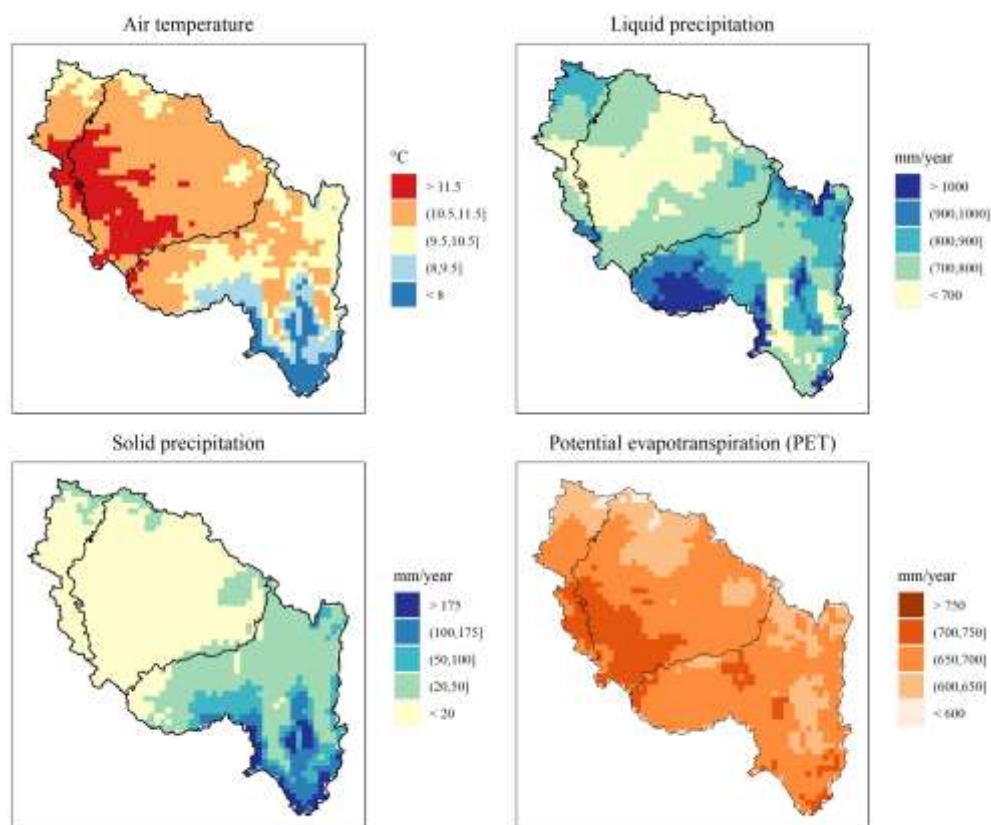 Air temperature
°C
> 11.5
(10.5,11.5]
(9.5,10.5]
(8,9.5]
< 8
Liquid precipitation
mm/year
> 1000
(900,1000]
(800,900]
(700,800]
< 700
Solid precipitation
mm/year
> 175
(100,175]
(50,100]
(20,50]
< 20
Potential evapotranspiration (PET)
mm/year
> 750
(700,750]
(650,700]
(600,650]
< 600